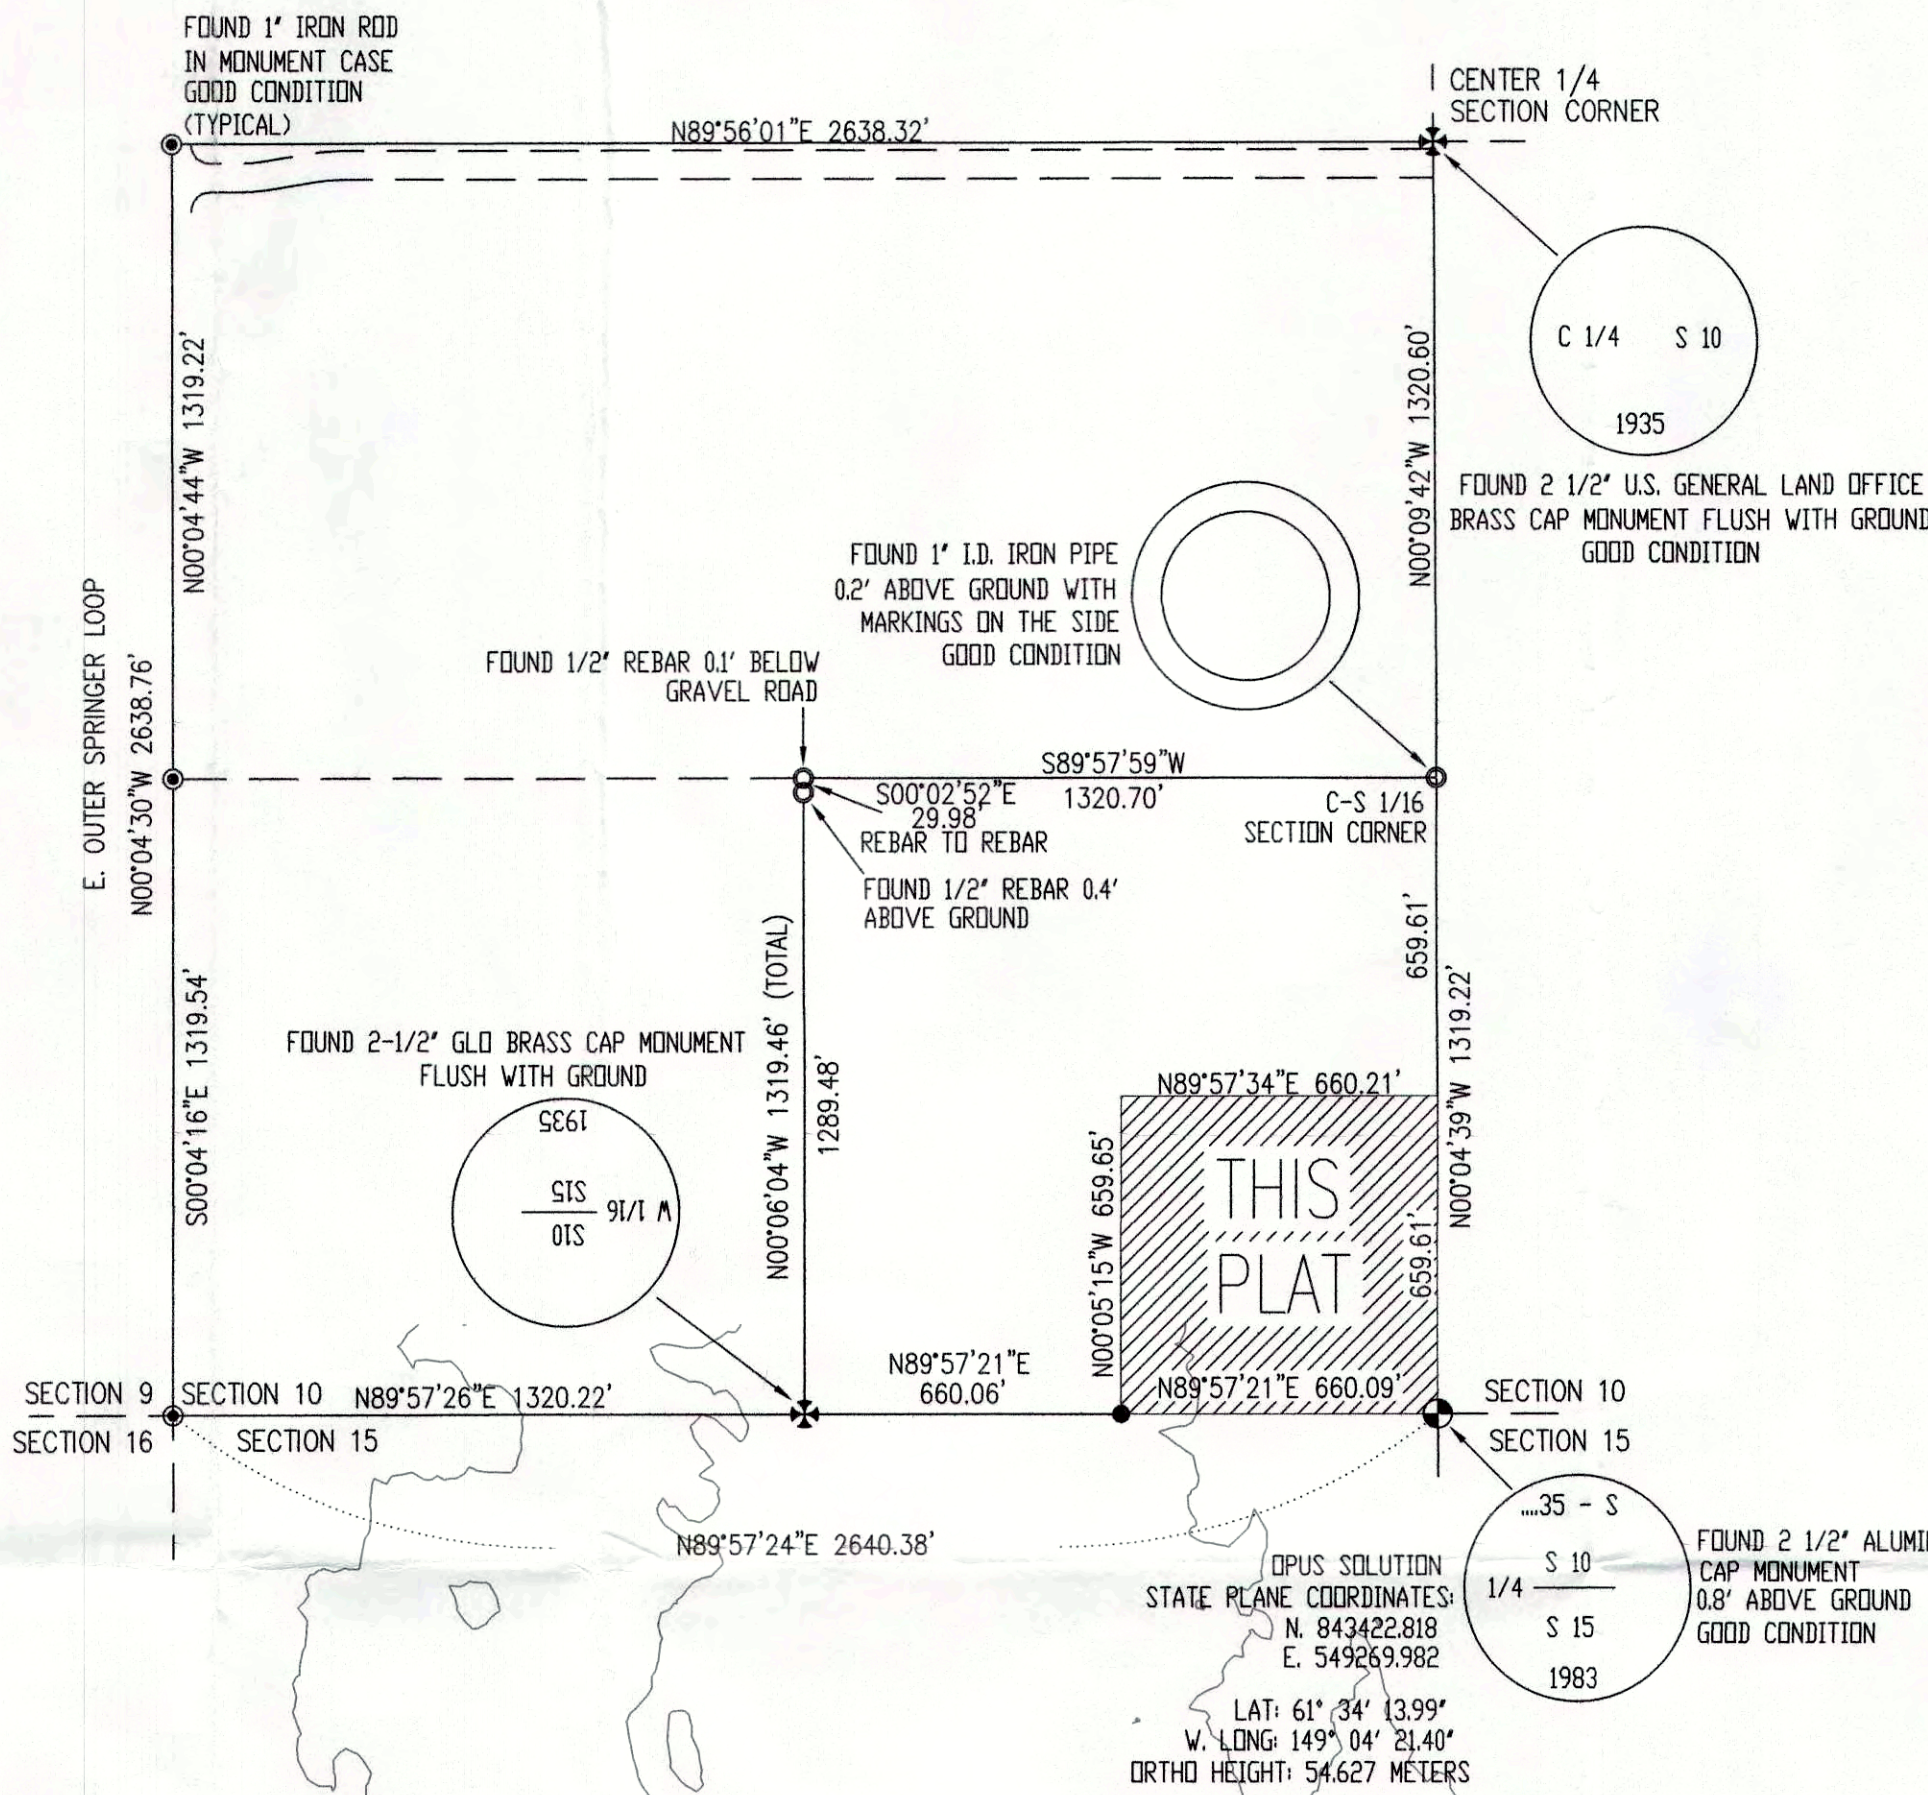 FOUND 1" IRON ROD
IN MONUMENT CASE
GOOD CONDITION
(TYPICAL)
N89°56'01"E 2638.32'
CENTER 1/4
SECTION CORNER
C 1/4 S 10
1935
FOUND 2 1/2" U.S. GENERAL LAND OFFICE
BRASS CAP MONUMENT FLUSH WITH GROUND
GOOD CONDITION
N00°04'44"W 1319.22'
N00°09'42"W 1320.60'
FOUND 1" I.D. IRON PIPE
0.2' ABOVE GROUND WITH
MARKINGS ON THE SIDE
GOOD CONDITION
E. OUTER SPRINGER LOOP
N00°04'30"W 2638.76'
FOUND 1/2" REBAR 0.1' BELOW
GRAVEL ROAD
S89°57'59"W
1320.70'
S00°02'52"E
29.98'
REBAR TO REBAR
C-S 1/16
SECTION CORNER
FOUND 1/2" REBAR 0.4'
ABOVE GROUND
S00°04'16"E 1319.54'
N00°06'04"W 1319.46' (TOTAL)
1289.48'
659.61'
N00°04'39"W 1319.22'
FOUND 2-1/2" GLO BRASS CAP MONUMENT
FLUSH WITH GROUND
1935
S15
W 1/16
S10
N89°57'34"E 660.21'
N00°05'15"W 659.65'
THIS
PLAT
659.61'
N89°57'21"E 660.09'
N89°57'21"E
660.06'
SECTION 9
SECTION 10
N89°57'26"E 1320.22'
SECTION 10
SECTION 16
SECTION 15
SECTION 15
N89°57'24"E 2640.38'
....35 - S
S 10
1/4
S 15
1983
FOUND 2 1/2"
CAP MONUMENT
0.8' ABOVE GROUND
GOOD CONDITION
OPUS SOLUTION
STATE PLANE COORDINATES:
N. 843422.818
E. 549269.982
LAT: 61° 34' 13.99"
W. LONG: 149° 04' 21.40"
ORTHO HEIGHT: 54.627 METERS